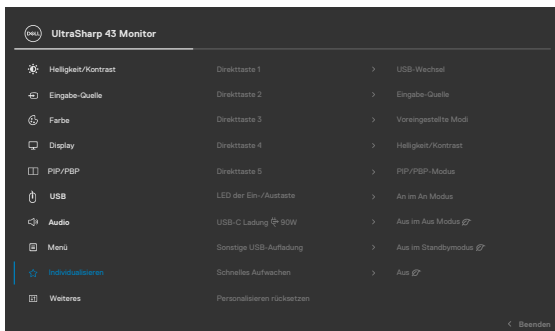 DELL UltraSharp 43 Monitor
Helligkeit/Kontrast Direkttaste 1 > USB-Wechsel
Eingabe-Quelle Direkttaste 2 > Eingabe-Quelle
Farbe Direkttaste 3 > Voreingestellte Modi
Display Direkttaste 4 > Helligkeit/Kontrast
PIP/PBP Direkttaste 5 > PIP/PBP-Modus
USB LED der Ein-/Austaste > An im An Modus
Audio USB-C Ladung 90W > Aus im Aus Modus
Menü Sonstige USB-Aufladung > Aus im Standbymodus
Individualisieren Schnelles Aufwachen > Aus
Weiteres Personalisieren rücksetzen
< Beenden